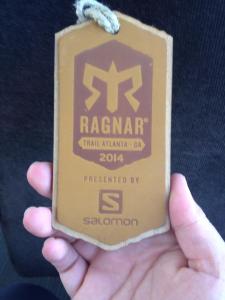 RAGNAR®
TRAIL ATLANTA - GA
2014
PRESENTED BY
S
salomon